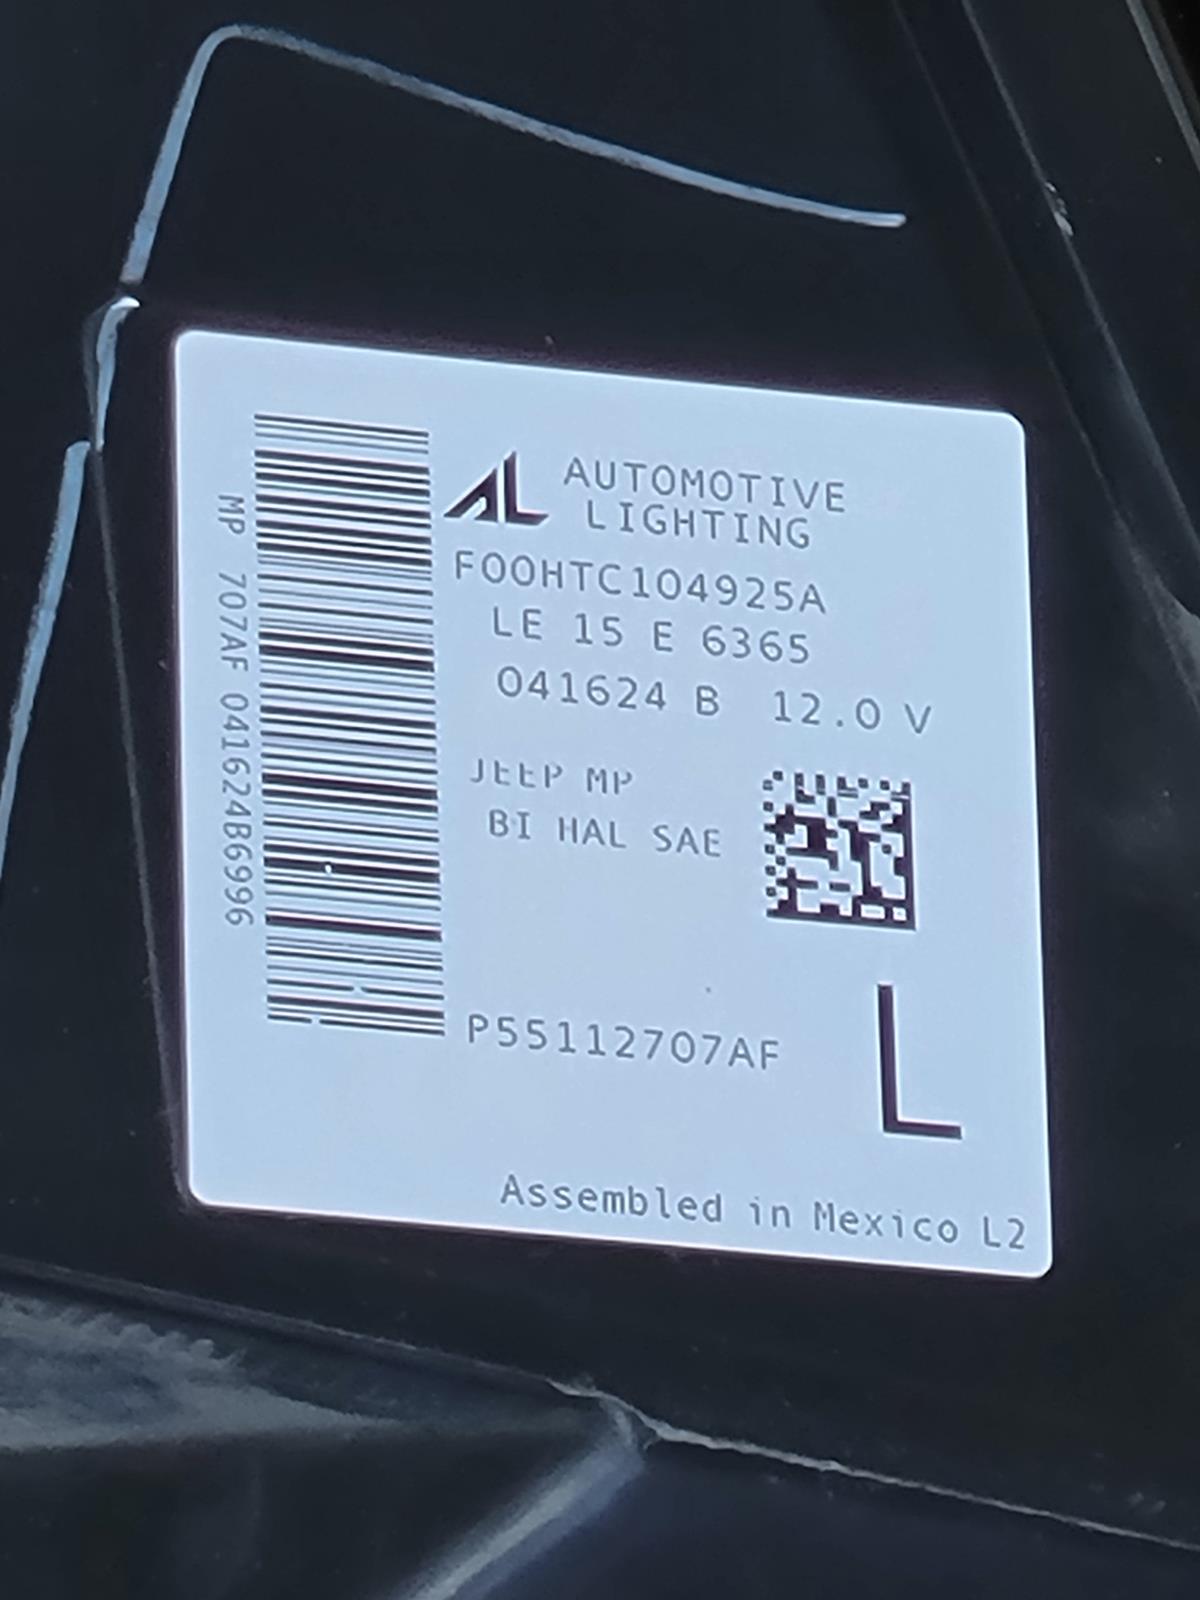 AL AUTOMOTIVE
LIGHTING
F00HTC104925A
LE 15 E 6365
041624 B 12.0 V
JEEP MP
BI HAL SAE
P55112707AF
L
Assembled in Mexico L2
MP 707AF 041624B6996